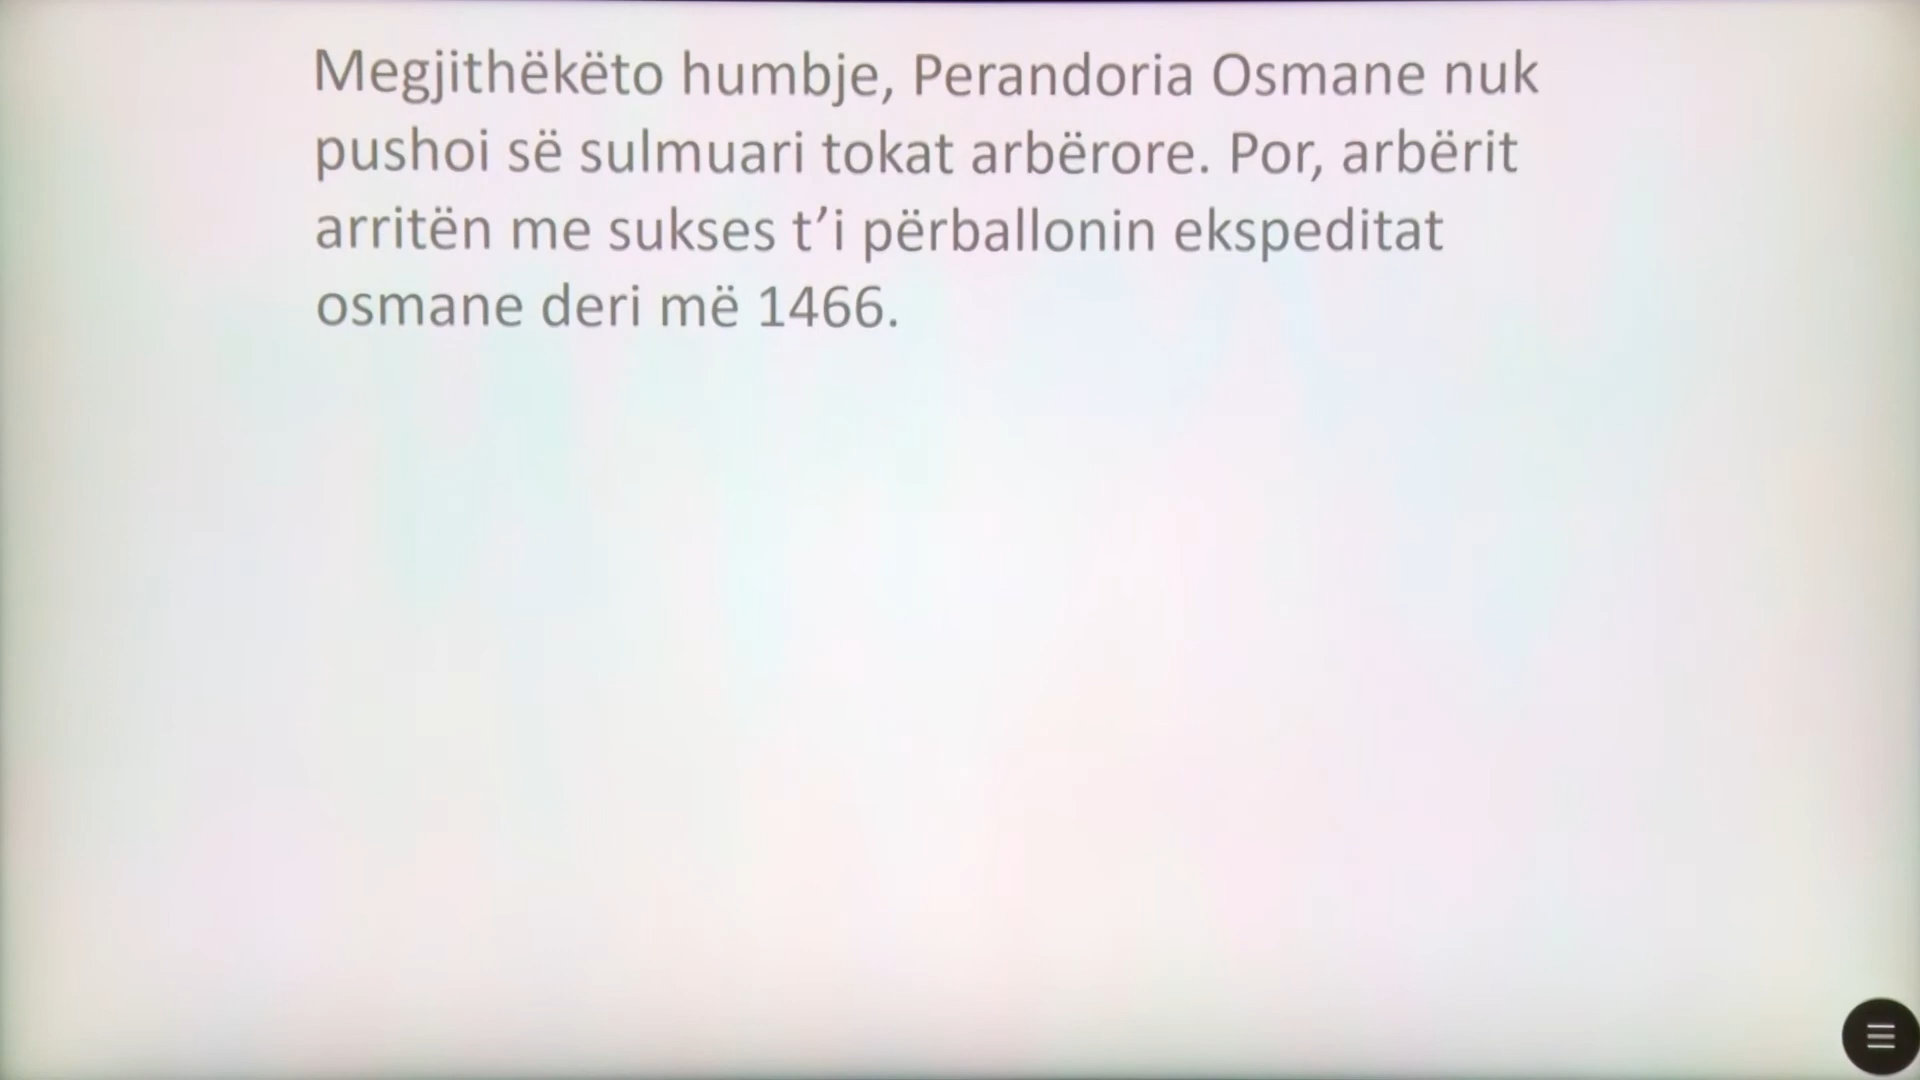 Megjithëkëto humbje, Perandoria Osmane nuk
pushoi së sulmuari tokat arbërore. Por, arbërit
arritën me sukses t’i përballonin ekspeditat
osmane deri më 1466.